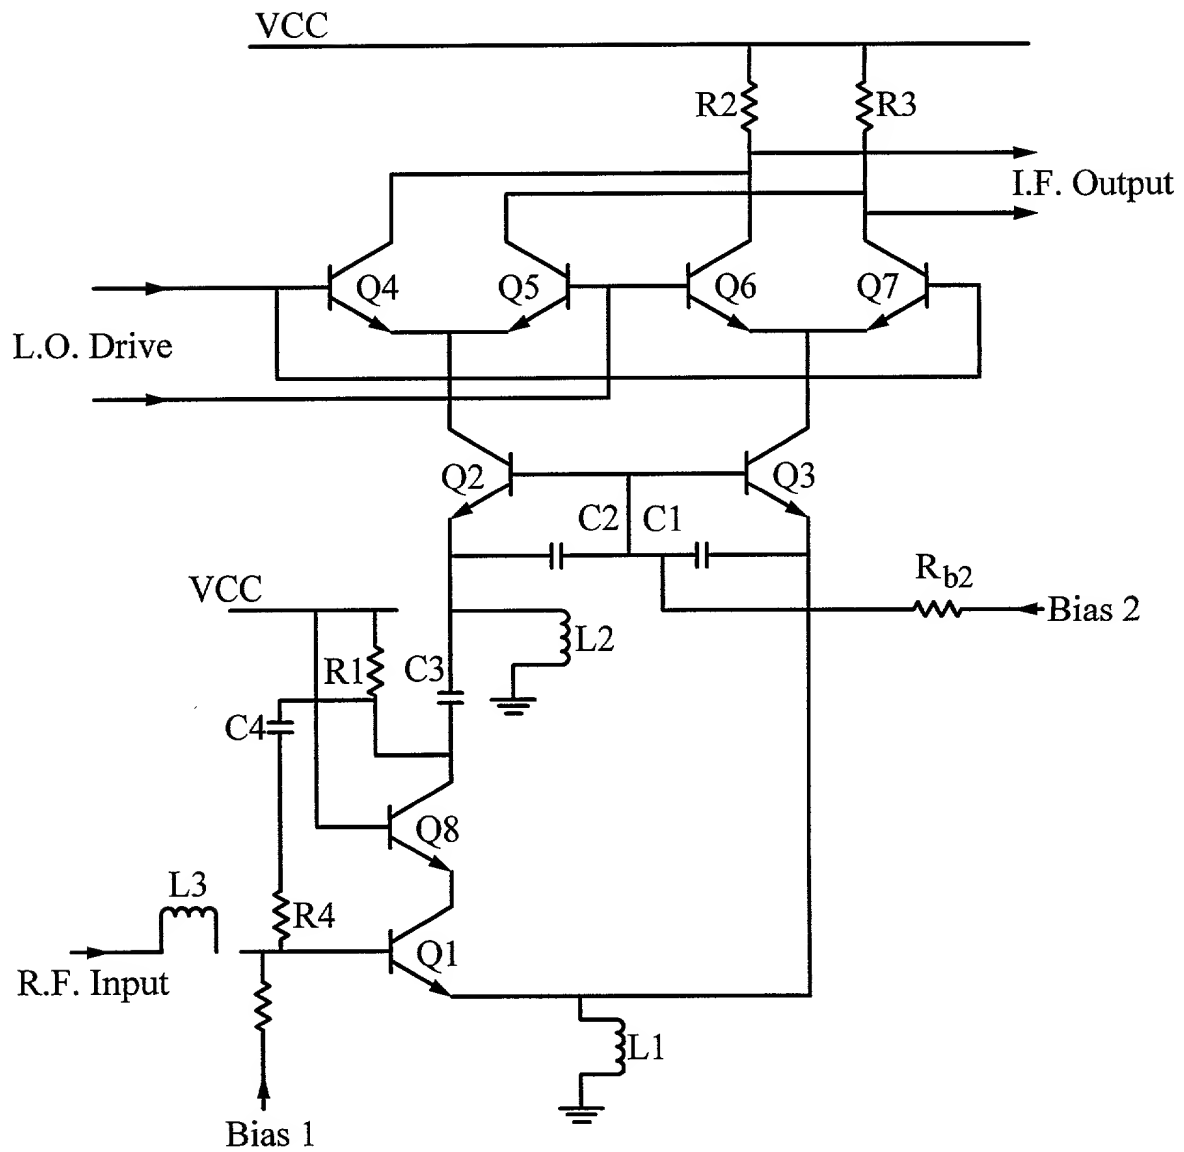 VCC
R2
R3
I.F. Output
Q4
Q5
Q6
Q7
L.O. Drive
Q2
Q3
C2
C1
Rb2
Bias 2
VCC
L2
R1
C3
C4
Q8
L3
R4
Q1
R.F. Input
L1
Bias 1